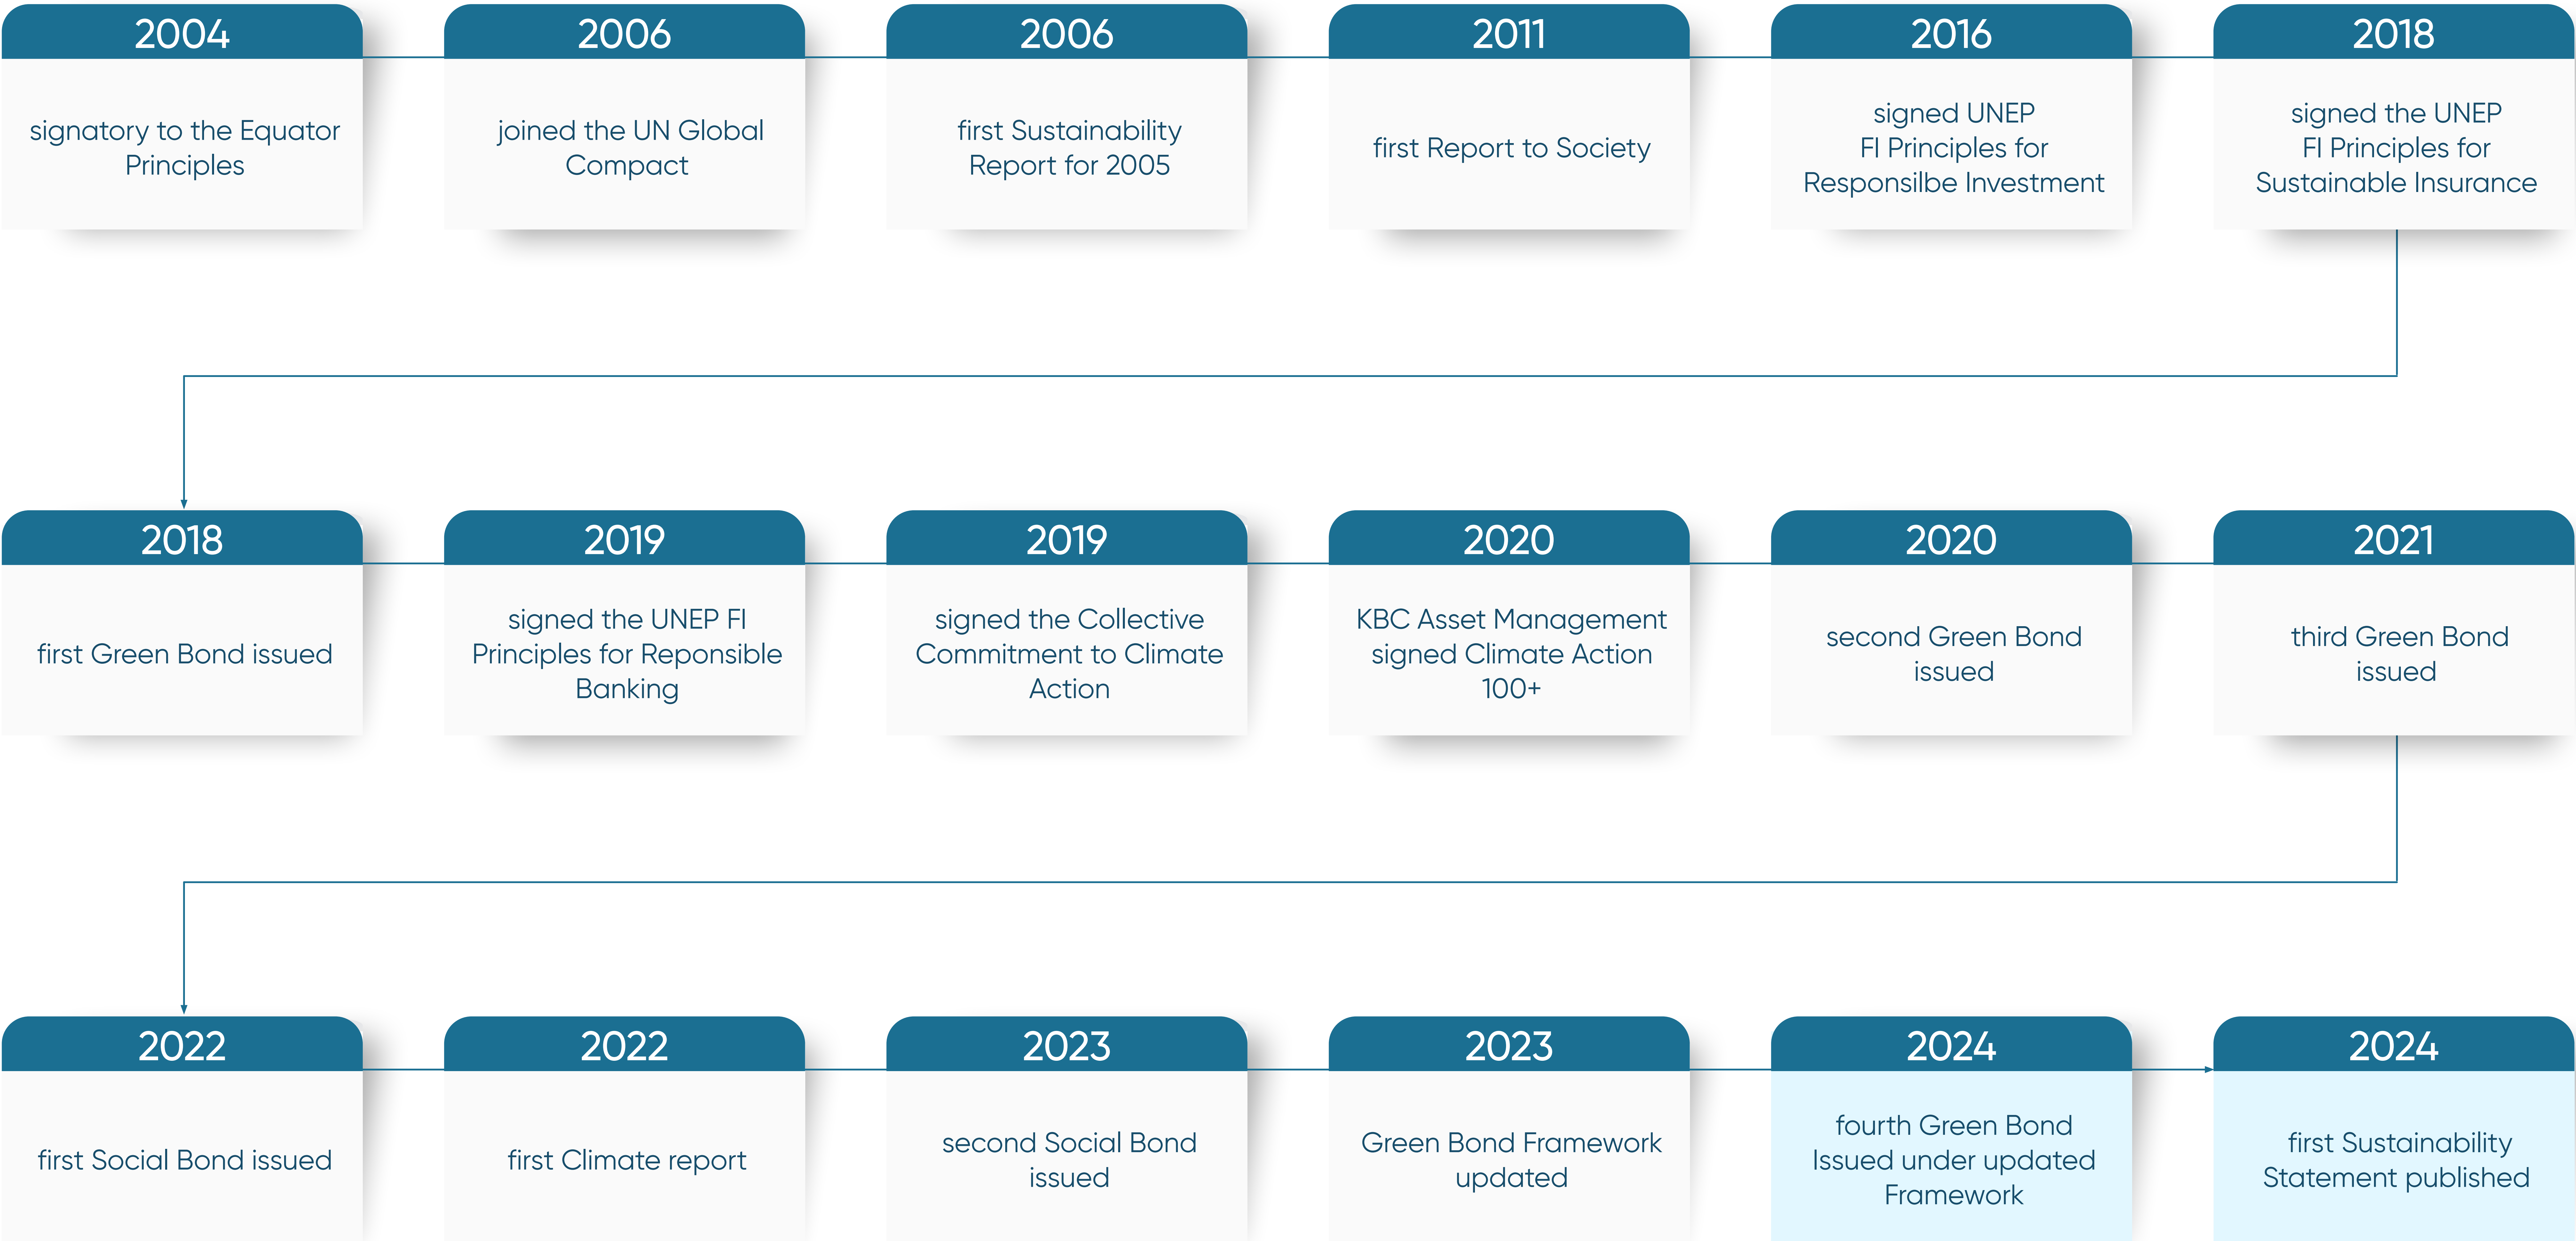 2004
signatory to the Equator
Principles
2006
joined the UN Global
Compact
2006
first Sustainability
Report for 2005
2011
first Report to Society
2016
signed UNEP
FI Principles for
Responsilbe Investment
2018
signed the UNEP
FI Principles for
Sustainable Insurance
2018
first Green Bond issued
2019
signed the UNEP FI
Principles for Reponsible
Banking
2019
signed the Collective
Commitment to Climate
Action
2020
KBC Asset Management
signed Climate Action
100+
2020
second Green Bond
issued
2021
third Green Bond
issued
2022
first Social Bond issued
2022
first Climate report
2023
second Social Bond
issued
2023
Green Bond Framework
updated
2024
fourth Green Bond
Issued under updated
Framework
2024
first Sustainability
Statement published